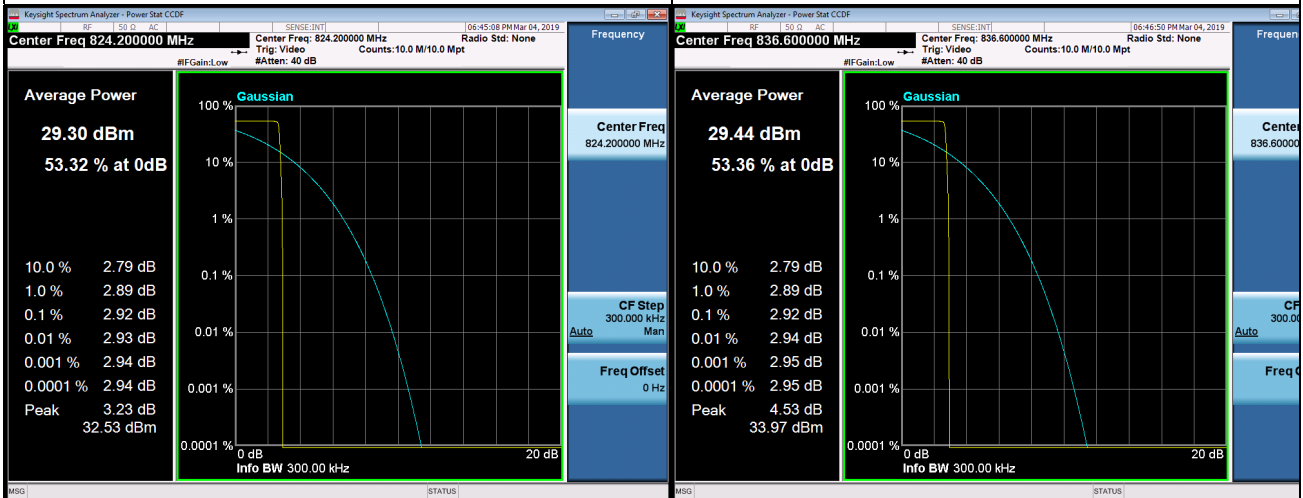 Keysight Spectrum Analyzer - Power Stat CCDF
LXI
RF 50 Ω AC SENSE:INT 06:45:08 PM Mar 04, 2019
Center Freq 824.200000 MHz
Center Freq: 824.200000 MHz Radio Std: None
Trig: Video Counts:10.0 M/10.0 Mpt
#IFGain:Low #Atten: 40 dB
Average Power
29.30 dBm
53.32 % at 0dB
10.0 % 2.79 dB
1.0 % 2.89 dB
0.1 % 2.92 dB
0.01 % 2.93 dB
0.001 % 2.94 dB
0.0001 % 2.94 dB
Peak 3.23 dB
32.53 dBm
Gaussian
100 %
10 %
1 %
0.1 %
0.01 %
0.001 %
0.0001 %
0 dB 20 dB
Info BW 300.00 kHz
Frequency
Center Freq
824.200000 MHz
CF Step
300.000 kHz
Auto Man
Freq Offset
0 Hz
MSG STATUS
Keysight Spectrum Analyzer - Power Stat CCDF
LXI
RF 50 Ω AC SENSE:INT 06:46:50 PM Mar 04, 2019
Center Freq 836.600000 MHz
Center Freq: 836.600000 MHz Radio Std: None
Trig: Video Counts:10.0 M/10.0 Mpt
#IFGain:Low #Atten: 40 dB
Average Power
29.44 dBm
53.36 % at 0dB
10.0 % 2.79 dB
1.0 % 2.89 dB
0.1 % 2.92 dB
0.01 % 2.94 dB
0.001 % 2.95 dB
0.0001 % 2.95 dB
Peak 4.53 dB
33.97 dBm
Gaussian
100 %
10 %
1 %
0.1 %
0.01 %
0.001 %
0.0001 %
0 dB 20 dB
Info BW 300.00 kHz
Frequen
Center
836.60000
CF
300.00
Auto
Freq
MSG STATUS